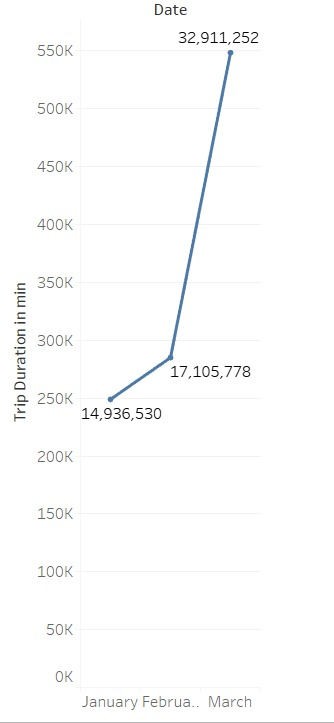 Date
32,911,252
550K
500K
450K
400K
350K
300K
17,105,778
250K
14,936,530
200K
150K
100K
50K
0K
Trip Duration in min
January Februa.. March